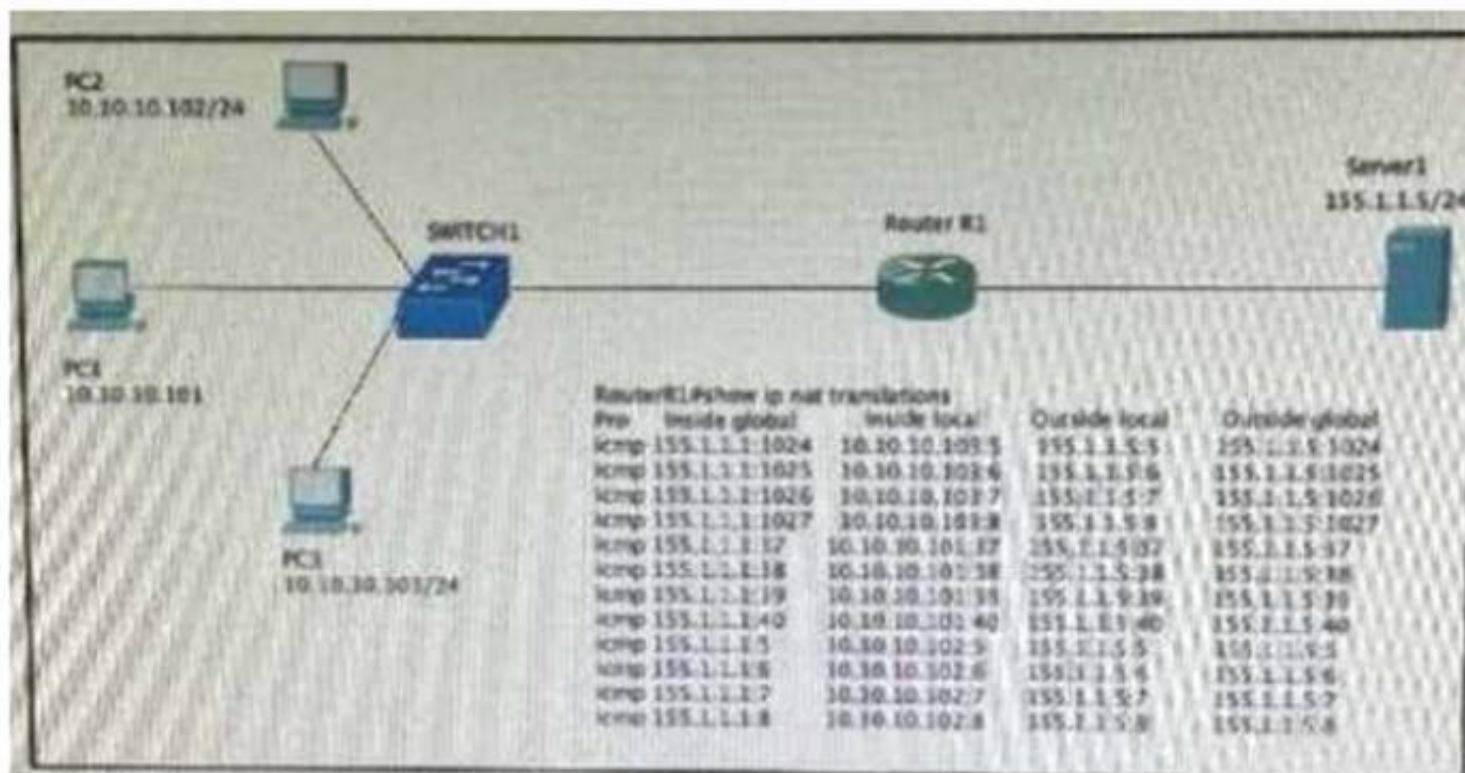 PC2
10.10.10.102/24
Server1
155.1.1.5/24
SWITCH1
Router R1
10.10.10.101
RouterR1#show ip nat translations
Pro Inside global Inside local Outside local Outside global
icmp 155.1.1.1:1024 10.10.10.103:5 155.1.1.5:5 155.1.1.5:1024
icmp 155.1.1.1:1025 10.10.10.103:6 155.1.1.5:6 155.1.1.5:1025
icmp 155.1.1.1:1026 10.10.10.103:7 155.1.1.5:7 155.1.1.5:1026
icmp 155.1.1.1:1027 10.10.10.103:8 155.1.1.5:8 155.1.1.5:1027
icmp 155.1.1.1:37 10.10.10.101:37 155.1.1.5:37 155.1.1.5:37
icmp 155.1.1.1:38 10.10.10.101:38 155.1.1.5:38 155.1.1.5:38
icmp 155.1.1.1:39 10.10.10.101:39 155.1.1.5:39 155.1.1.5:39
icmp 155.1.1.1:40 10.10.10.101:40 155.1.1.5:40 155.1.1.5:40
icmp 155.1.1.1:5 10.10.10.102:5 155.1.1.5:5 155.1.1.5:5
icmp 155.1.1.1:6 10.10.10.102:6 155.1.1.5:6 155.1.1.5:6
icmp 155.1.1.1:7 10.10.10.102:7 155.1.1.5:7 155.1.1.5:7
icmp 155.1.1.1:8 10.10.10.102:8 155.1.1.5:8 155.1.1.5:8
10.10.10.103/24